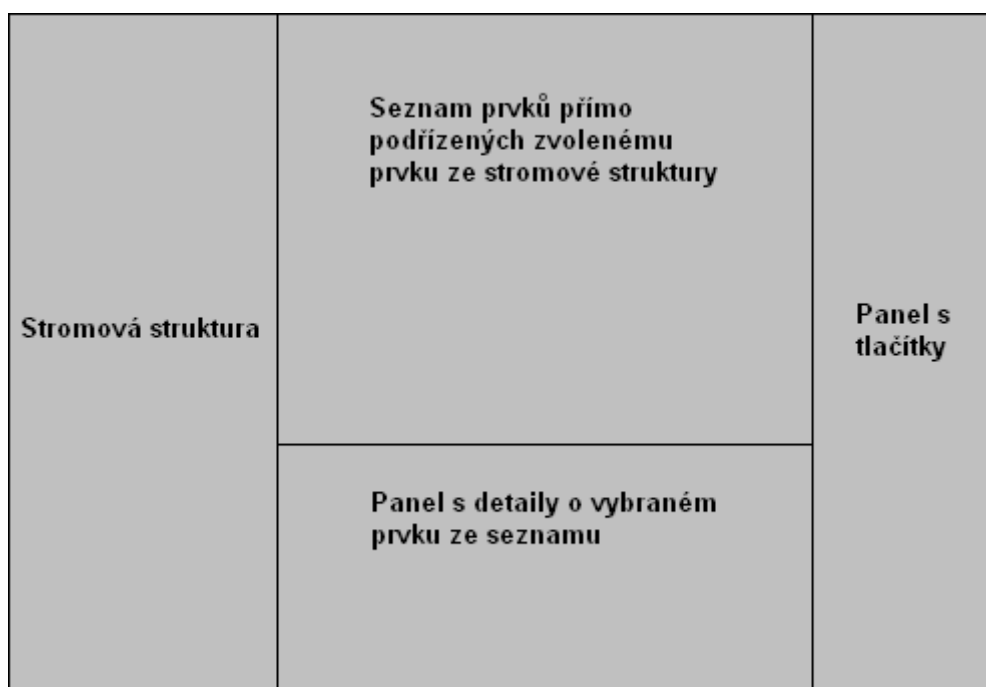 Stromová struktura
Seznam prvků přímo
podřízených zvolenému
prvku ze stromové struktury
Panel s detaily o vybraném
prvku ze seznamu
Panel s
tlačítky